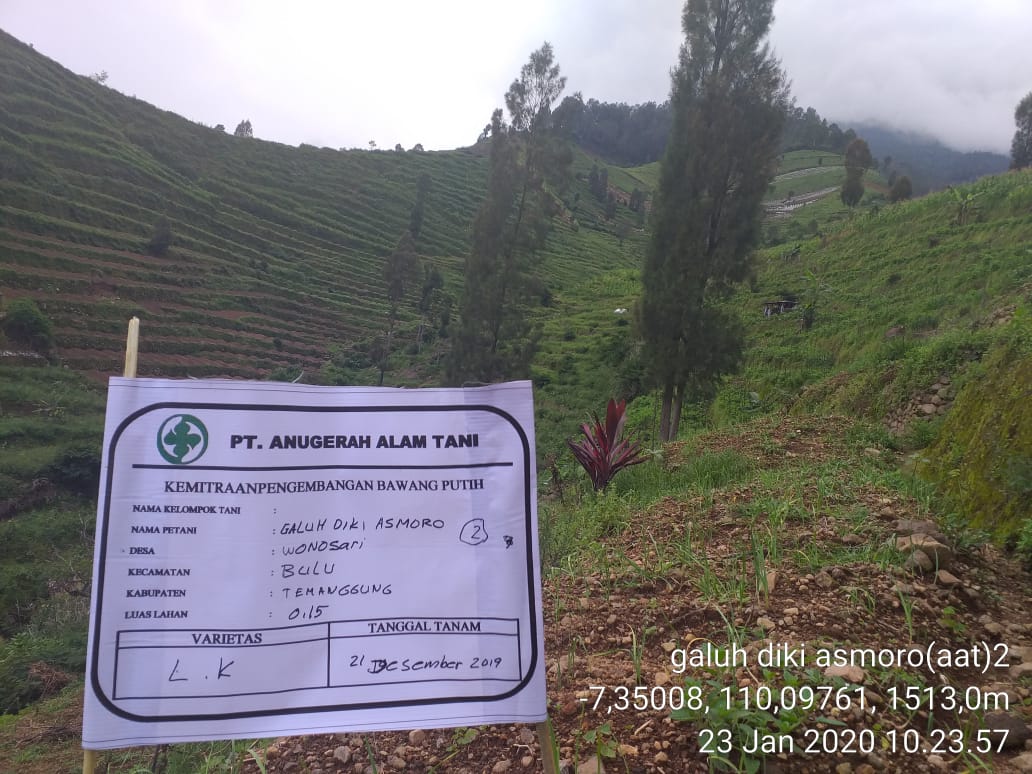 PT. ANUGERAH ALAM TANI
KEMITRAANPENGEMBANGAN BAWANG PUTIH
NAMA KELOMPOK TANI :
NAMA PETANI : GALUH DIKI ASMORO 2
DESA : WONOSARI
KECAMATAN : BULU
KABUPATEN : TEMANGGUNG
LUAS LAHAN : 0,15
VARIETAS TANGGAL TANAM
L.K 21 Desember 2019
galuh diki asmoro(aat)2
-7,35008, 110,09761, 1513,0m
23 Jan 2020 10.23.57